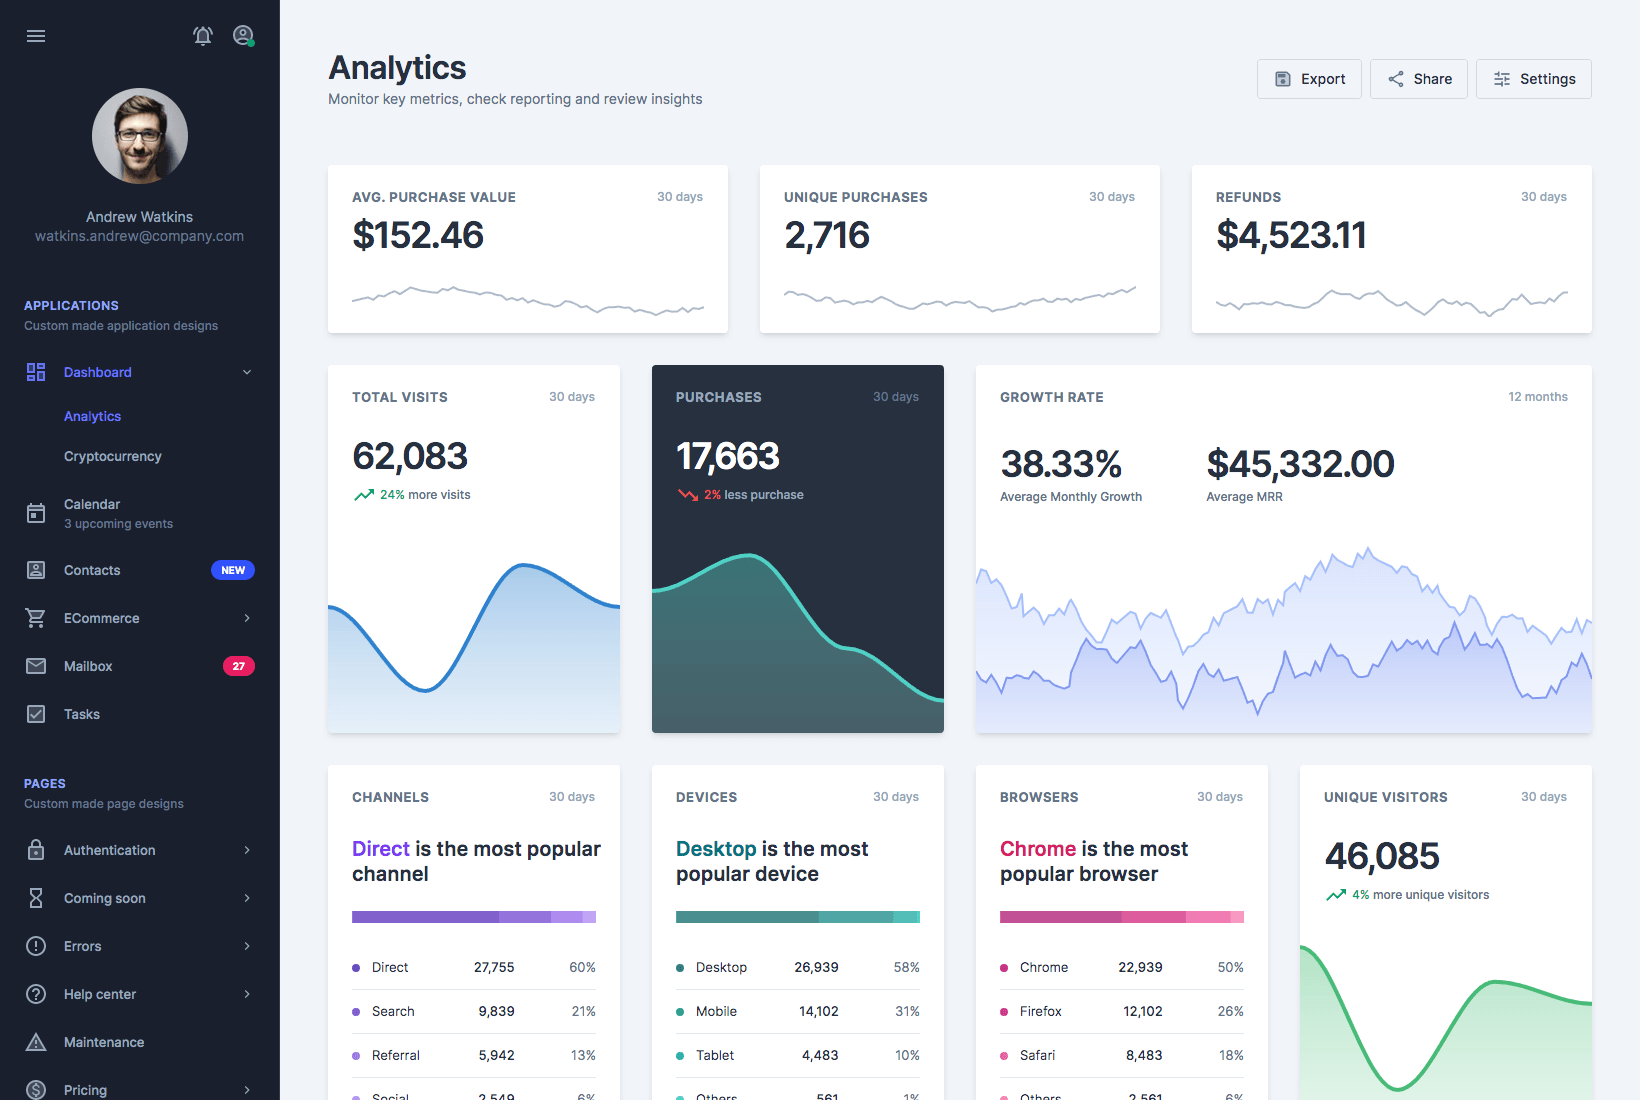 Andrew Watkins
watkins.andrew@company.com
APPLICATIONS
Custom made application designs
Dashboard
Analytics
Cryptocurrency
Calendar
3 upcoming events
Contacts NEW
ECommerce
Mailbox 27
Tasks
PAGES
Custom made page designs
Authentication
Coming soon
Errors
Help center
Maintenance
Pricing
Analytics
Monitor key metrics, check reporting and review insights
Export Share Settings
AVG. PURCHASE VALUE 30 days
$152.46
UNIQUE PURCHASES 30 days
2,716
REFUNDS 30 days
$4,523.11
TOTAL VISITS 30 days
62,083
24% more visits
PURCHASES 30 days
17,663
2% less purchase
GROWTH RATE 12 months
38.33% $45,332.00
Average Monthly Growth Average MRR
CHANNELS 30 days
Direct is the most popular
channel
Direct 27,755 60%
Search 9,839 21%
Referral 5,942 13%
Social 2,549 6%
DEVICES 30 days
Desktop is the most
popular device
Desktop 26,939 58%
Mobile 14,102 31%
Tablet 4,483 10%
Others 561 1%
BROWSERS 30 days
Chrome is the most
popular browser
Chrome 22,939 50%
Firefox 12,102 26%
Safari 8,483 18%
Others 2,561 6%
UNIQUE VISITORS 30 days
46,085
4% more unique visitors